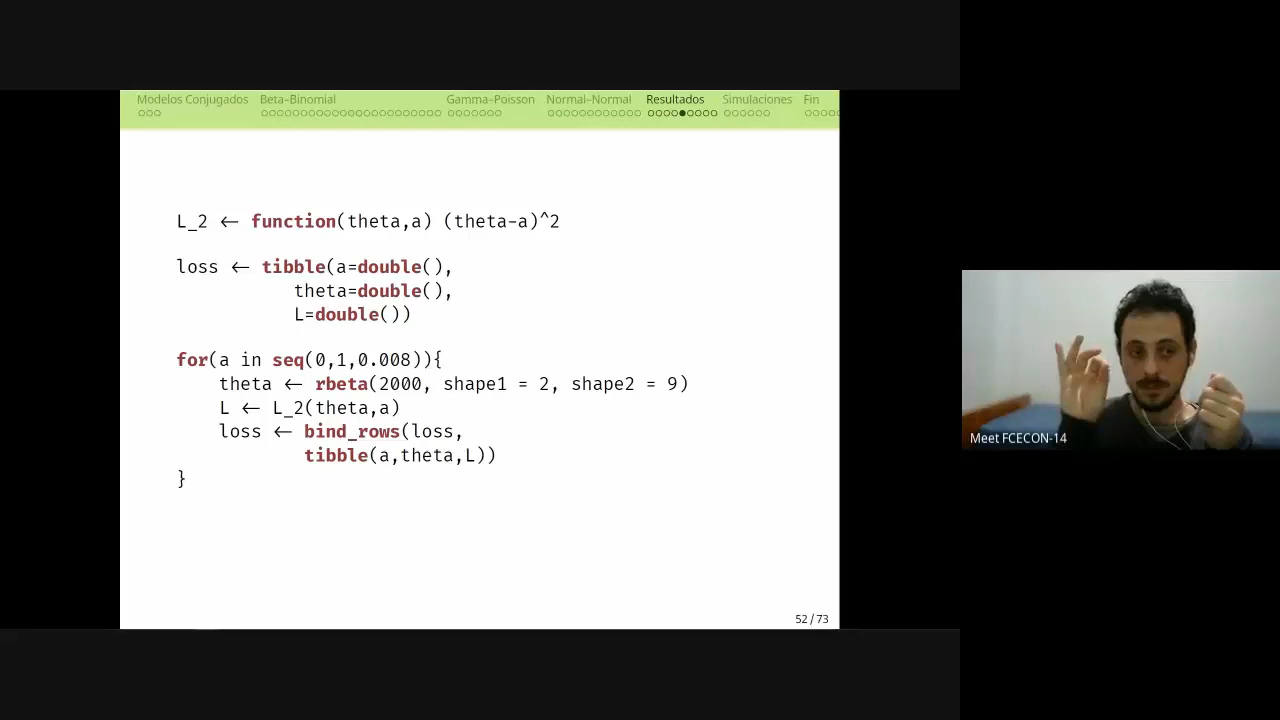 Modelos Conjugados Beta–Binomial Gamma–Poisson Normal–Normal Resultados Simulaciones Fin
L_2 ← function(theta,a) (theta-a)^2
loss ← tibble(a=double(),
theta=double(),
L=double())
for(a in seq(0,1,0.008)){
theta ← rbeta(2000, shape1 = 2, shape2 = 9)
L ← L_2(theta,a)
loss ← bind_rows(loss,
tibble(a,theta,L))
}
52 / 73
Meet FCECON-14